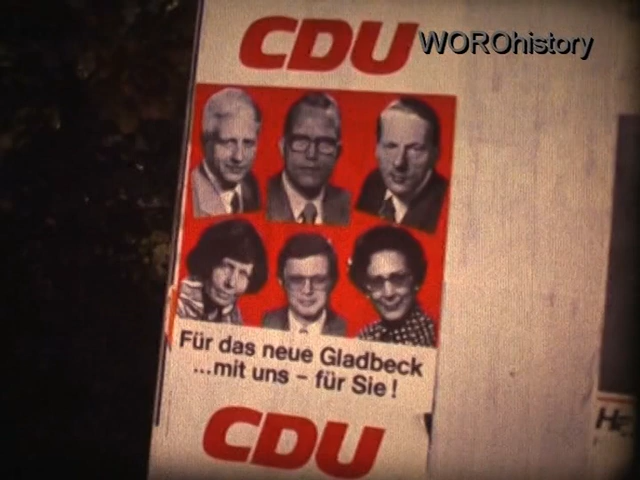 CDU
WOROhistory
Für das neue Gladbeck
...mit uns – für Sie!
CDU